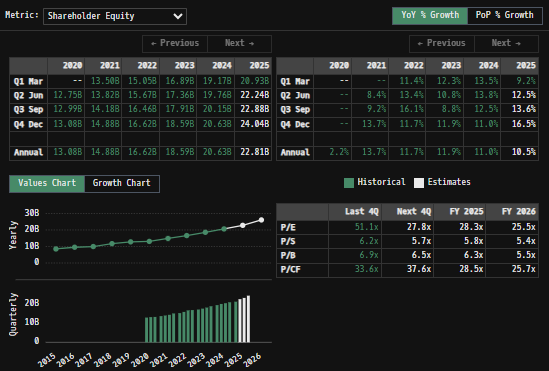 Metric: Shareholder Equity YoY % Growth PoP % Growth
← Previous Next → ← Previous Next →
2020 2021 2022 2023 2024 2025 2020 2021 2022 2023 2024 2025
Q1 Mar -- 13.50B 15.05B 16.89B 19.17B 20.93B Q1 Mar -- -- 11.4% 12.3% 13.5% 9.2%
Q2 Jun 12.75B 13.82B 15.67B 17.36B 19.76B 22.24B Q2 Jun -- 8.4% 13.4% 10.8% 13.8% 12.5%
Q3 Sep 12.99B 14.18B 16.46B 17.91B 20.15B 22.88B Q3 Sep -- 9.2% 16.1% 8.8% 12.5% 13.6%
Q4 Dec 13.08B 14.88B 16.62B 18.59B 20.63B 24.04B Q4 Dec -- 13.7% 11.7% 11.9% 11.0% 16.5%
Annual 13.08B 14.88B 16.62B 18.59B 20.63B 22.81B Annual 2.2% 13.7% 11.7% 11.9% 11.0% 10.5%
Values Chart Growth Chart Historical Estimates
Last 4Q Next 4Q FY 2025 FY 2026
P/E 51.1x 27.8x 28.3x 25.5x
P/S 6.2x 5.7x 5.8x 5.4x
P/B 6.9x 6.5x 6.3x 5.5x
P/CF 33.6x 37.6x 28.5x 25.7x
Yearly
30B
20B
10B
0
Quarterly
20B
10B
0
2015 2016 2017 2018 2019 2020 2021 2022 2023 2024 2025 2026